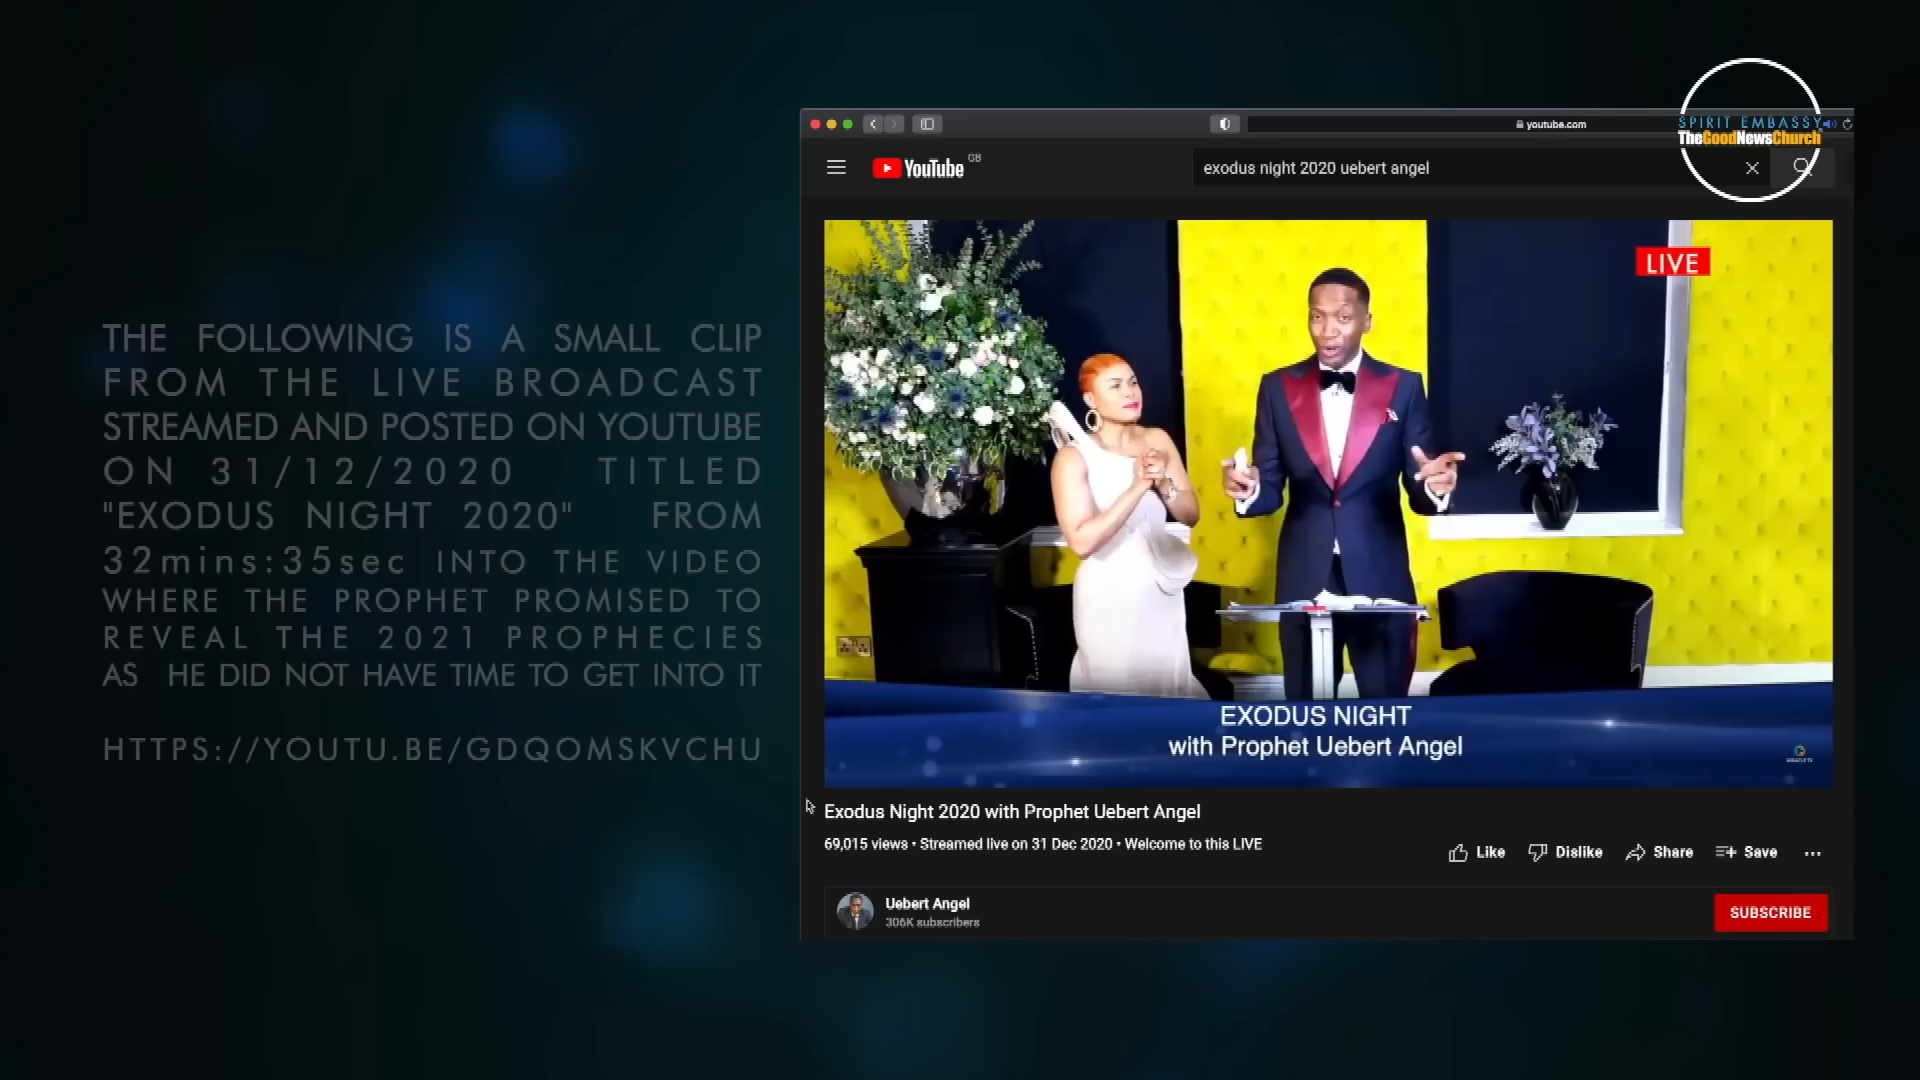 THE FOLLOWING IS A SMALL CLIP
FROM THE LIVE BROADCAST
STREAMED AND POSTED ON YOUTUBE
ON 31/12/2020 TITLED
"EXODUS NIGHT 2020" FROM
32mins:35sec INTO THE VIDEO
WHERE THE PROPHET PROMISED TO
REVEAL THE 2021 PROPHECIES
AS HE DID NOT HAVE TIME TO GET INTO IT
HTTPS://YOUTU.BE/GDQOMSKVCHU
youtube.com
SPIRIT EMBASSY
TheGoodNewsChurch
YouTube GB
exodus night 2020 uebert angel
LIVE
EXODUS NIGHT
with Prophet Uebert Angel
MIRACLE TV
Exodus Night 2020 with Prophet Uebert Angel
69,015 views • Streamed live on 31 Dec 2020 • Welcome to this LIVE
Like Dislike Share Save
Uebert Angel
306K subscribers
SUBSCRIBE